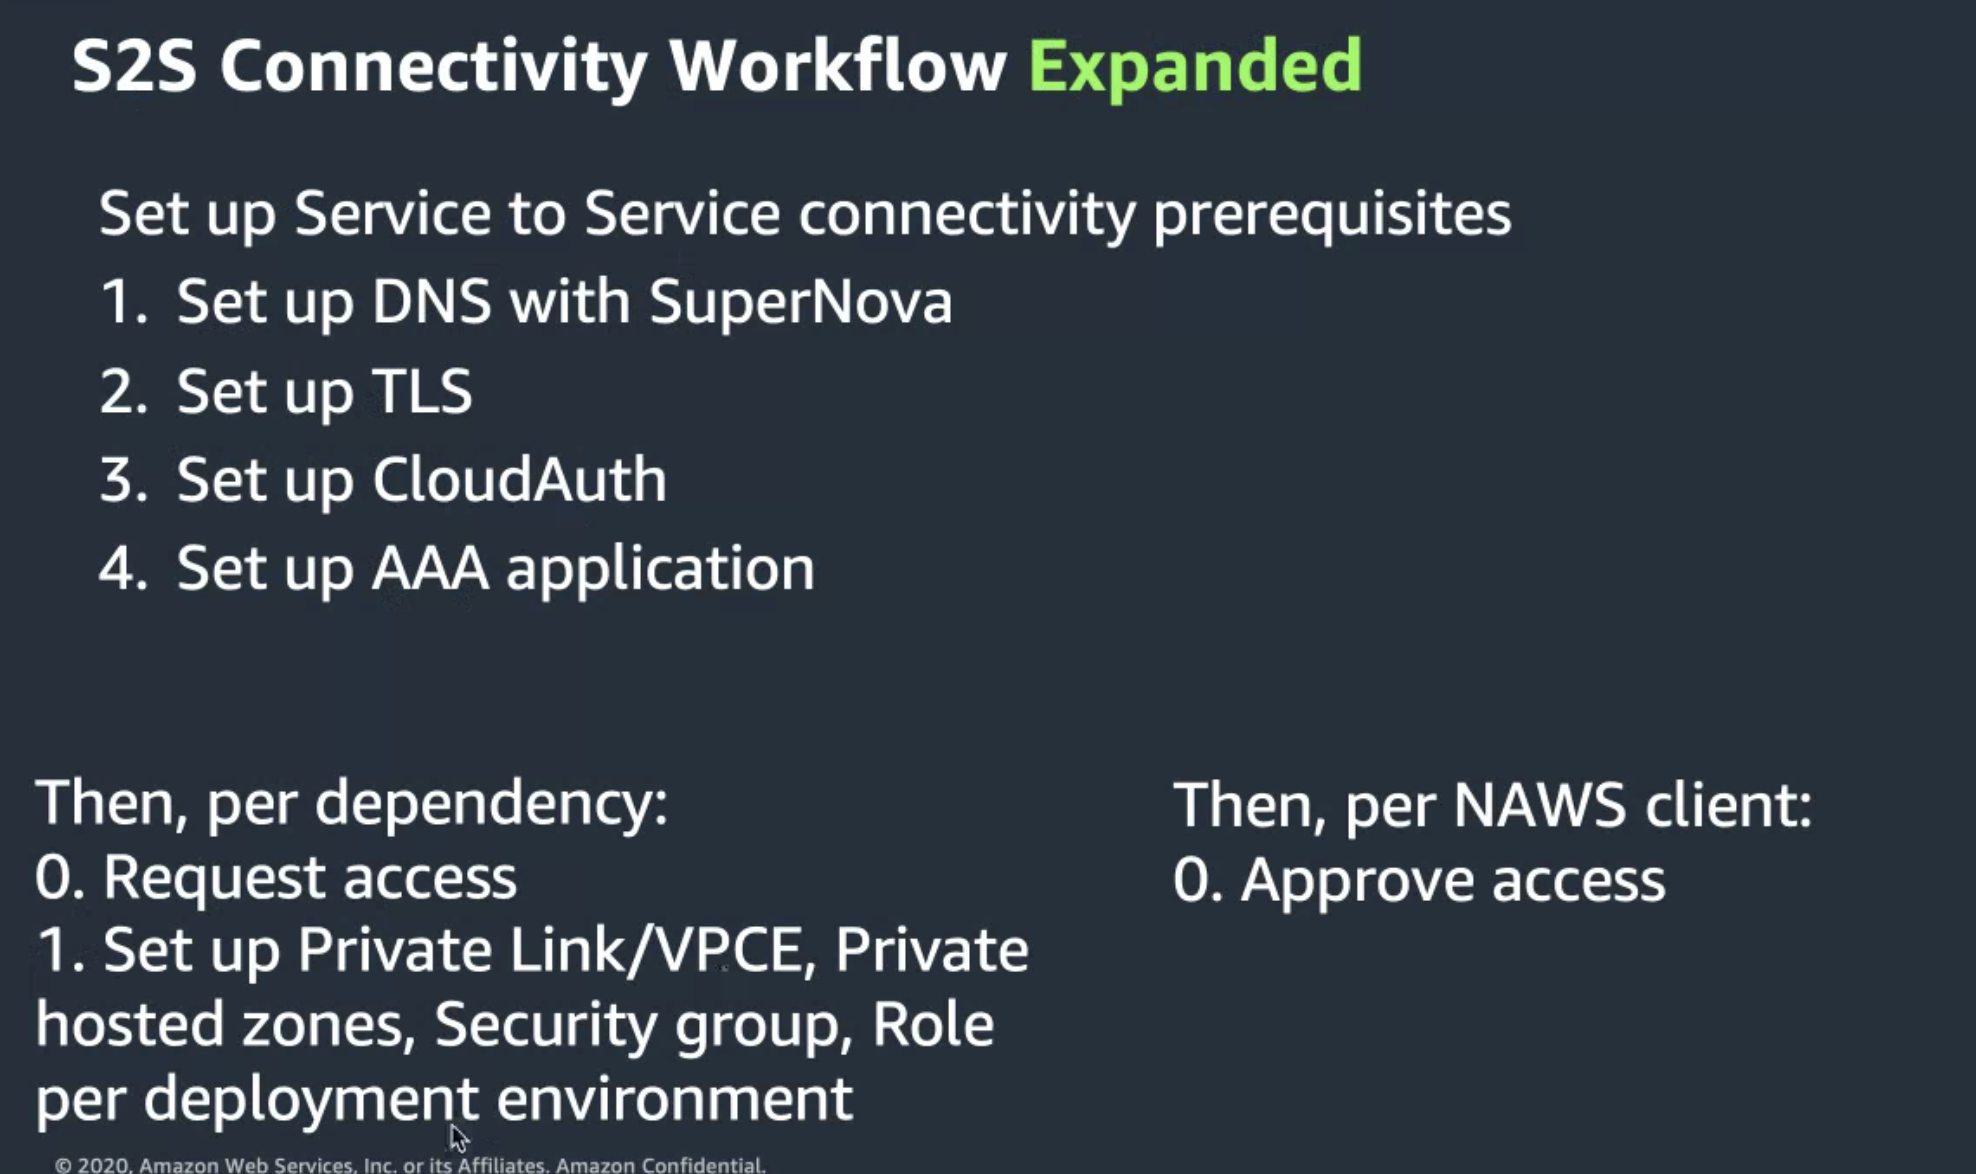 S2S Connectivity Workflow Expanded
Set up Service to Service connectivity prerequisites
1. Set up DNS with SuperNova
2. Set up TLS
3. Set up CloudAuth
4. Set up AAA application
Then, per dependency:
0. Request access
1. Set up Private Link/VPCE, Private
hosted zones, Security group, Role
per deployment environment
Then, per NAWS client:
0. Approve access
© 2020, Amazon Web Services, Inc. or its Affiliates. Amazon Confidential.